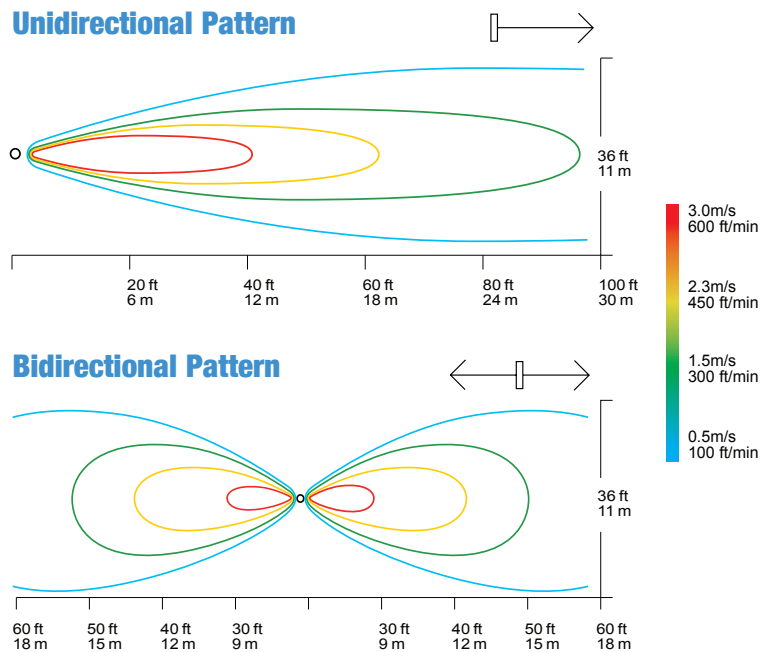 Unidirectional Pattern
36 ft
11 m
20 ft
6 m
40 ft
12 m
60 ft
18 m
80 ft
24 m
100 ft
30 m
3.0m/s
600 ft/min
2.3m/s
450 ft/min
1.5m/s
300 ft/min
0.5m/s
100 ft/min
Bidirectional Pattern
36 ft
11 m
60 ft
18 m
50 ft
15 m
40 ft
12 m
30 ft
9 m
30 ft
9 m
40 ft
12 m
50 ft
15 m
60 ft
18 m